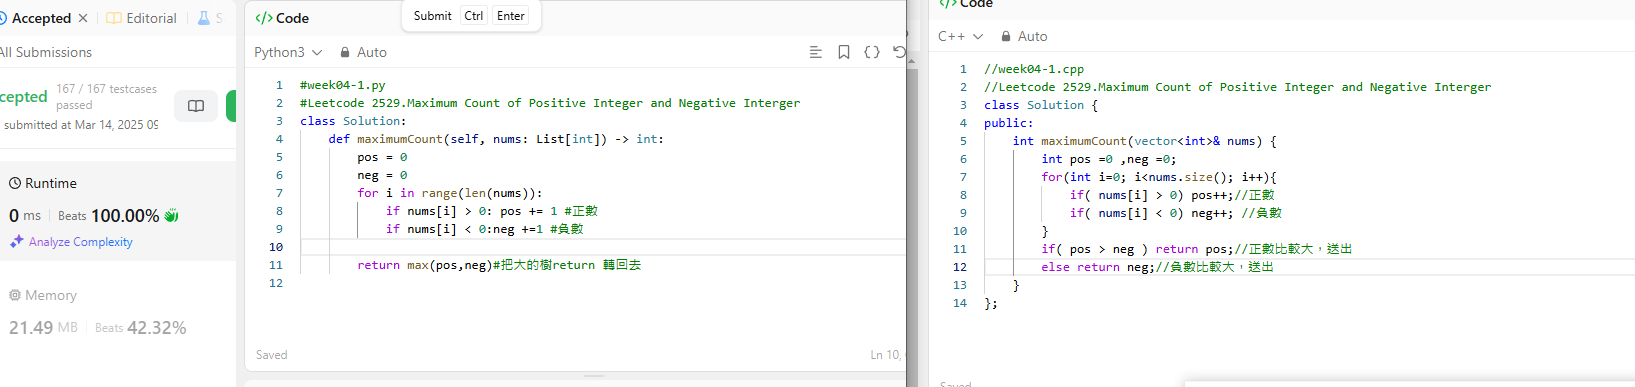 Accepted
Editorial
All Submissions
cepted
167 / 167 testcases
passed
submitted at Mar 14, 2025 09
Runtime
0 ms Beats 100.00%
Analyze Complexity
Memory
21.49 MB Beats 42.32%
</> Code
Submit Ctrl Enter
Python3 Auto
1 #week04-1.py
2 #Leetcode 2529.Maximum Count of Positive Integer and Negative Interger
3 class Solution:
4 def maximumCount(self, nums: List[int]) -> int:
5 pos = 0
6 neg = 0
7 for i in range(len(nums)):
8 if nums[i] > 0: pos += 1 #正數
9 if nums[i] < 0:neg +=1 #負數
10
11 return max(pos,neg)#把大的樹return 轉回去
12
Saved
Ln 10,
</> Code
C++ Auto
1 //week04-1.cpp
2 //Leetcode 2529.Maximum Count of Positive Integer and Negative Interger
3 class Solution {
4 public:
5 int maximumCount(vector<int>& nums) {
6 int pos =0 ,neg =0;
7 for(int i=0; i<nums.size(); i++){
8 if( nums[i] > 0) pos++;//正數
9 if( nums[i] < 0) neg++; //負數
10 }
11 if( pos > neg ) return pos;//正數比較大，送出
12 else return neg;//負數比較大，送出
13 }
14 };
Saved